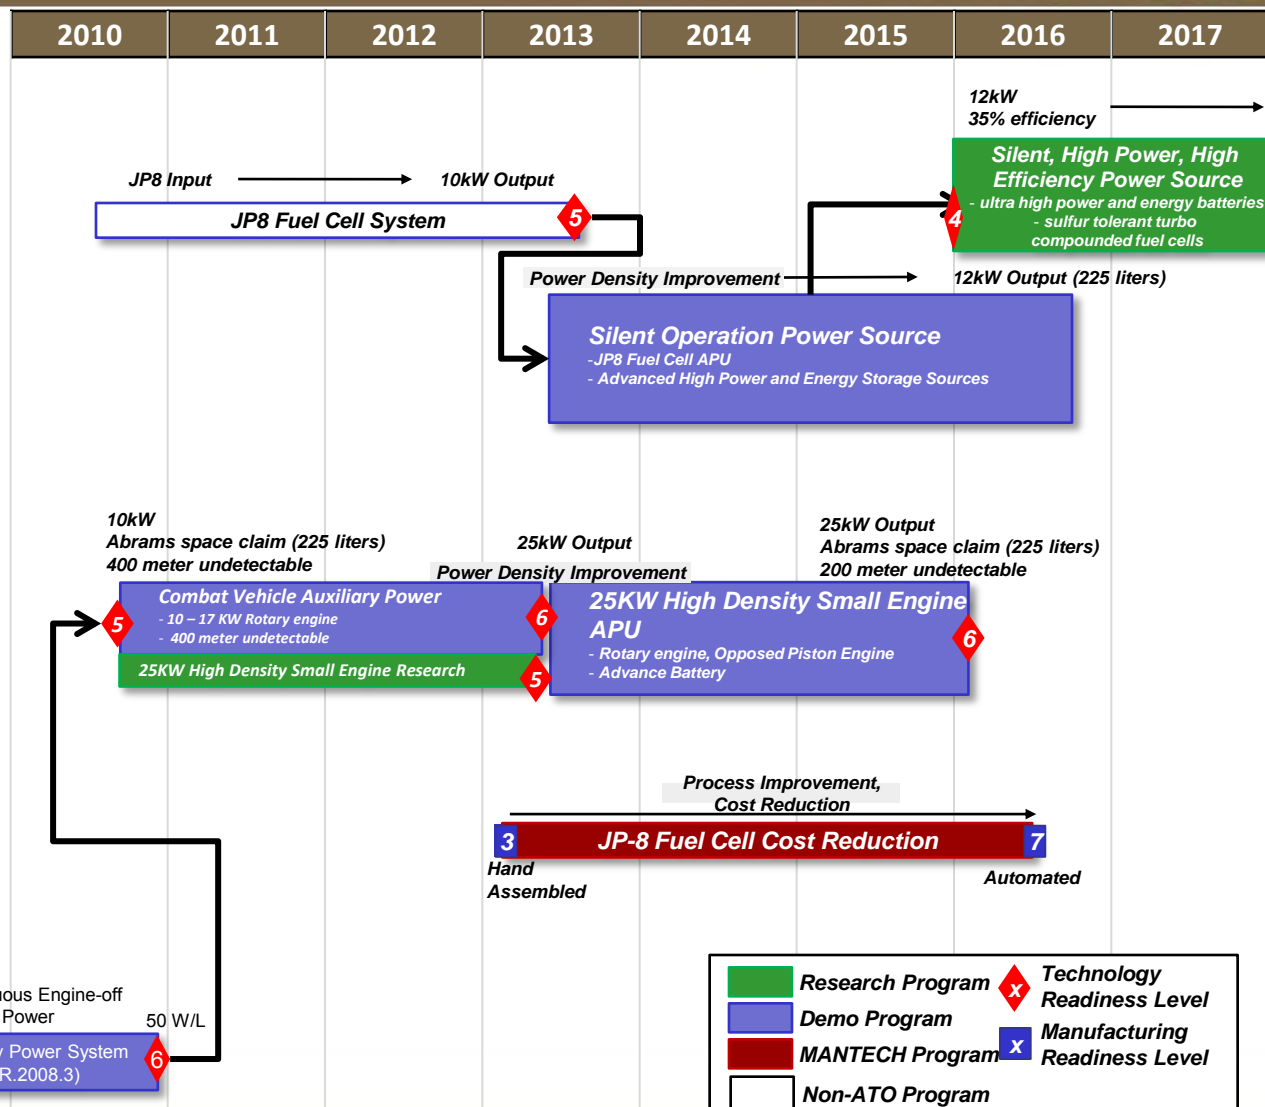 2010 2011 2012 2013 2014 2015 2016 2017
12kW
35% efficiency
Silent, High Power, High
Efficiency Power Source
- ultra high power and energy batteries
- sulfur tolerant turbo
compounded fuel cells
4
JP8 Input
10kW Output
JP8 Fuel Cell System
5
Power Density Improvement
12kW Output (225 liters)
Silent Operation Power Source
-JP8 Fuel Cell APU
- Advanced High Power and Energy Storage Sources
10kW
Abrams space claim (225 liters)
400 meter undetectable
25kW Output
Power Density Improvement
25kW Output
Abrams space claim (225 liters)
200 meter undetectable
5
Combat Vehicle Auxiliary Power
- 10 – 17 KW Rotary engine
- 400 meter undetectable
6
25KW High Density Small Engine Research
5
25KW High Density Small Engine
APU
- Rotary engine, Opposed Piston Engine
- Advance Battery
6
Process Improvement,
Cost Reduction
3
JP-8 Fuel Cell Cost Reduction
7
Hand
Assembled
Automated
uous Engine-off
Power
50 W/L
y Power System
R.2008.3)
6
Research Program
Demo Program
MANTECH Program
Non-ATO Program
x
Technology
Readiness Level
x
Manufacturing
Readiness Level